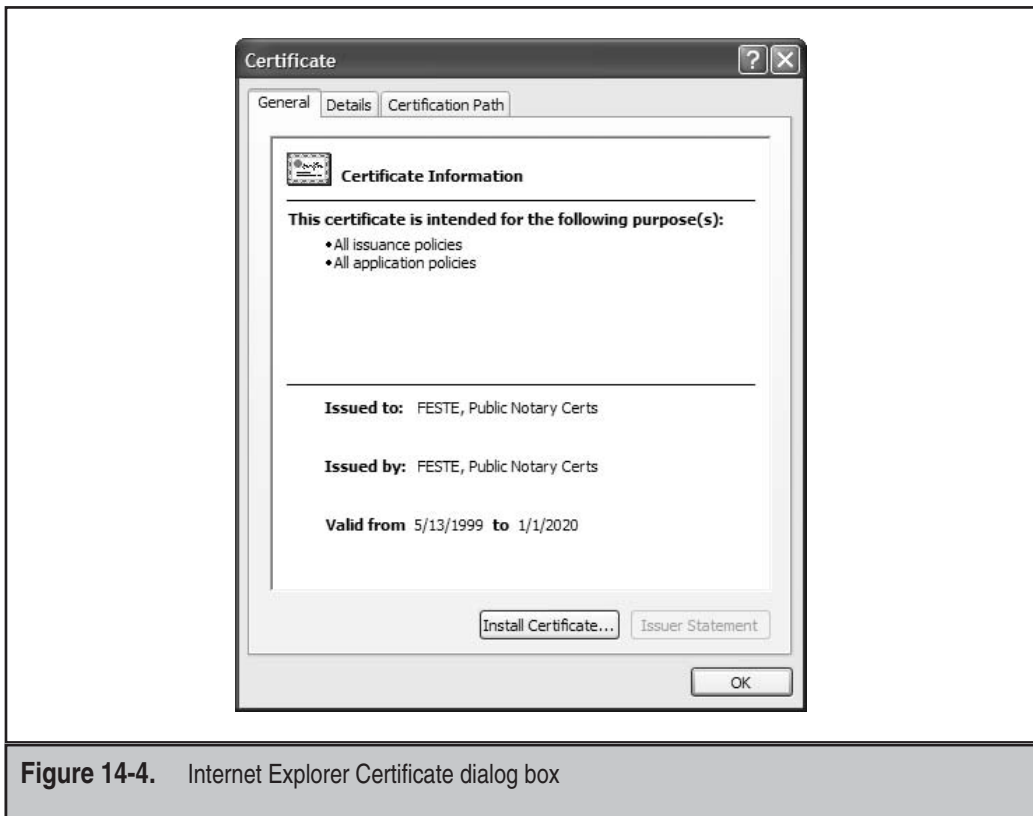 Certificate
?
General Details Certification Path
Certificate Information
This certificate is intended for the following purpose(s):
•All issuance policies
•All application policies
Issued to: FESTE, Public Notary Certs
Issued by: FESTE, Public Notary Certs
Valid from 5/13/1999 to 1/1/2020
Install Certificate... Issuer Statement
OK
Figure 14-4. Internet Explorer Certificate dialog box